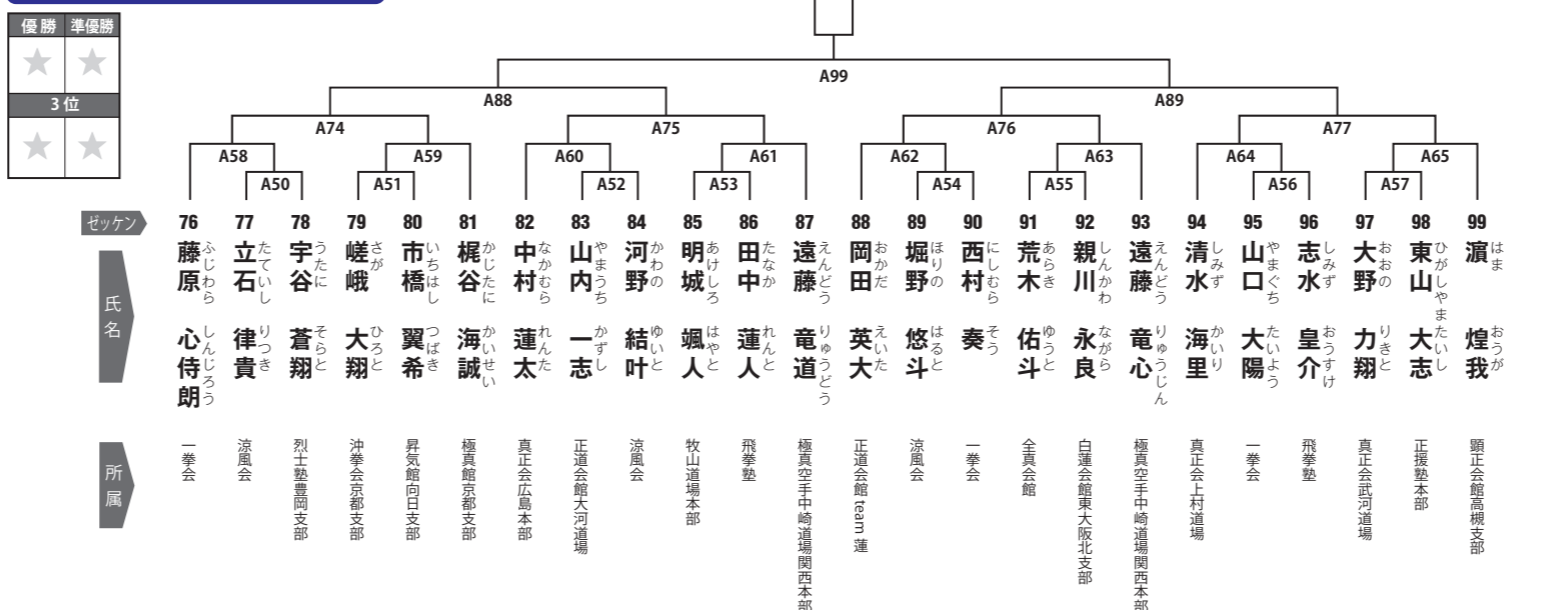 優勝 準優勝
3位
A99
A88 A89
A74 A75 A76 A77
A58 A59 A60 A61 A62 A63 A64 A65
A50 A51 A52 A53 A54 A55 A56 A57
ゼッケン 76 77 78 79 80 81 82 83 84 85 86 87 88 89 90 91 92 93 94 95 96 97 98 99
氏名
藤原 心侍朗 ふじわら しんじろう
立石 律貴 たていし りつき
宇谷 蒼翔 うたに そらと
嵯峨 大翔 さが ひろと
市橋 翼希 いちはし つばき
梶谷 海誠 かじたに かいせい
中村 蓮太 なかむら れんた
山内 一志 やまうち かずし
河野 結叶 かわの ゆいと
明城 颯人 あけしろ はやと
田中 蓮人 たなか れんと
遠藤 竜道 えんどう りゅうどう
岡田 英大 おかだ えいた
堀野 悠斗 ほりの はると
西村 奏 にしむら そう
荒木 佑斗 あらき ゆうと
親川 永良 しんかわ ながら
遠藤 竜心 えんどう りゅうじん
清水 海里 しみず かいり
山口 大陽 やまぐち たいよう
志水 皇介 しみず おうすけ
大野 力翔 おおの りきと
東山 大志 ひがしやま たいし
濵 煌我 はま おうが
所属
一拳会
涼風会
烈士塾豊岡支部
沖拳会京都支部
昇気館向日支部
極真館京都支部
真正会広島本部
正道会館大河道場
涼風会
牧山道場本部
飛拳塾
極真空手中崎道場関西本部
正道会館 team 蓮
涼風会
一拳会
全真会館
白蓮会館東大阪北支部
極真空手中崎道場関西本部
真正会上村道場
一拳会
飛拳塾
真正会武河道場
正援塾本部
顕正会館高槻支部